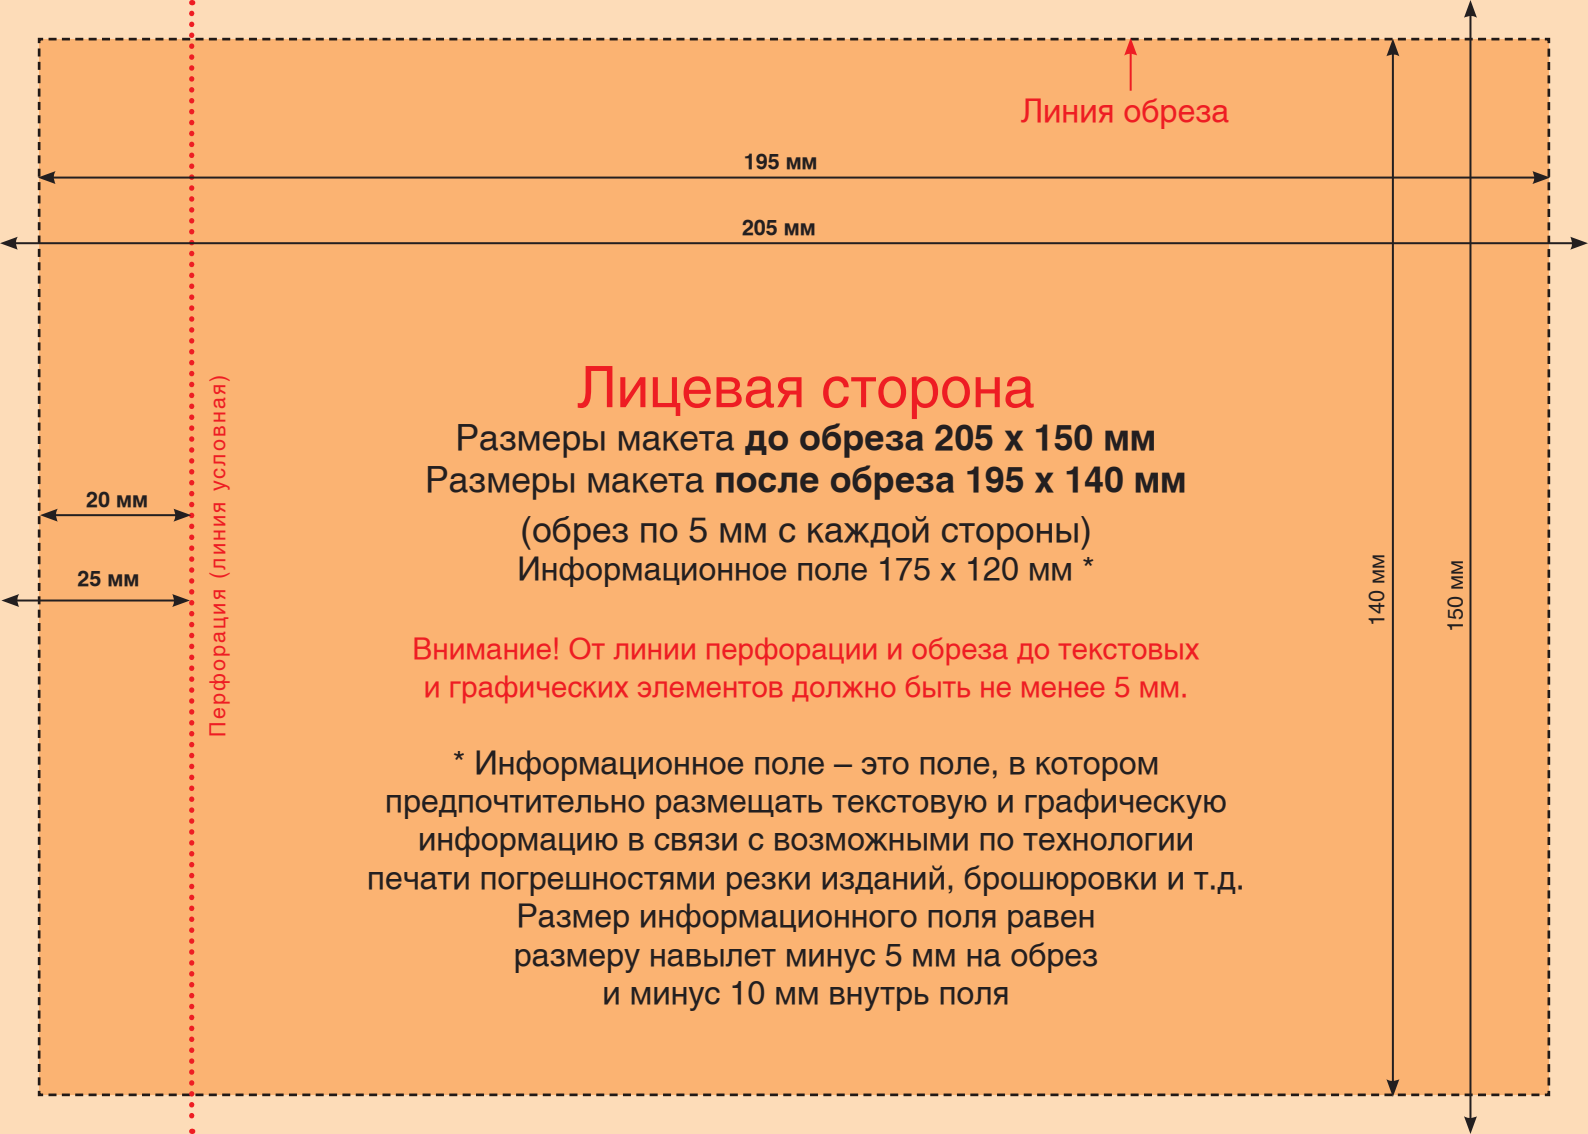 Линия обреза
195 мм
205 мм
Лицевая сторона
Размеры макета до обреза 205 х 150 мм
Размеры макета после обреза 195 х 140 мм
(обрез по 5 мм с каждой стороны)
Информационное поле 175 х 120 мм *
20 мм
25 мм
Перфорация (линия условная)
140 мм
150 мм
Внимание! От линии перфорации и обреза до текстовых
и графических элементов должно быть не менее 5 мм.
* Информационное поле – это поле, в котором
предпочтительно размещать текстовую и графическую
информацию в связи с возможными по технологии
печати погрешностями резки изданий, брошюровки и т.д.
Размер информационного поля равен
размеру навылет минус 5 мм на обрез
и минус 10 мм внутрь поля